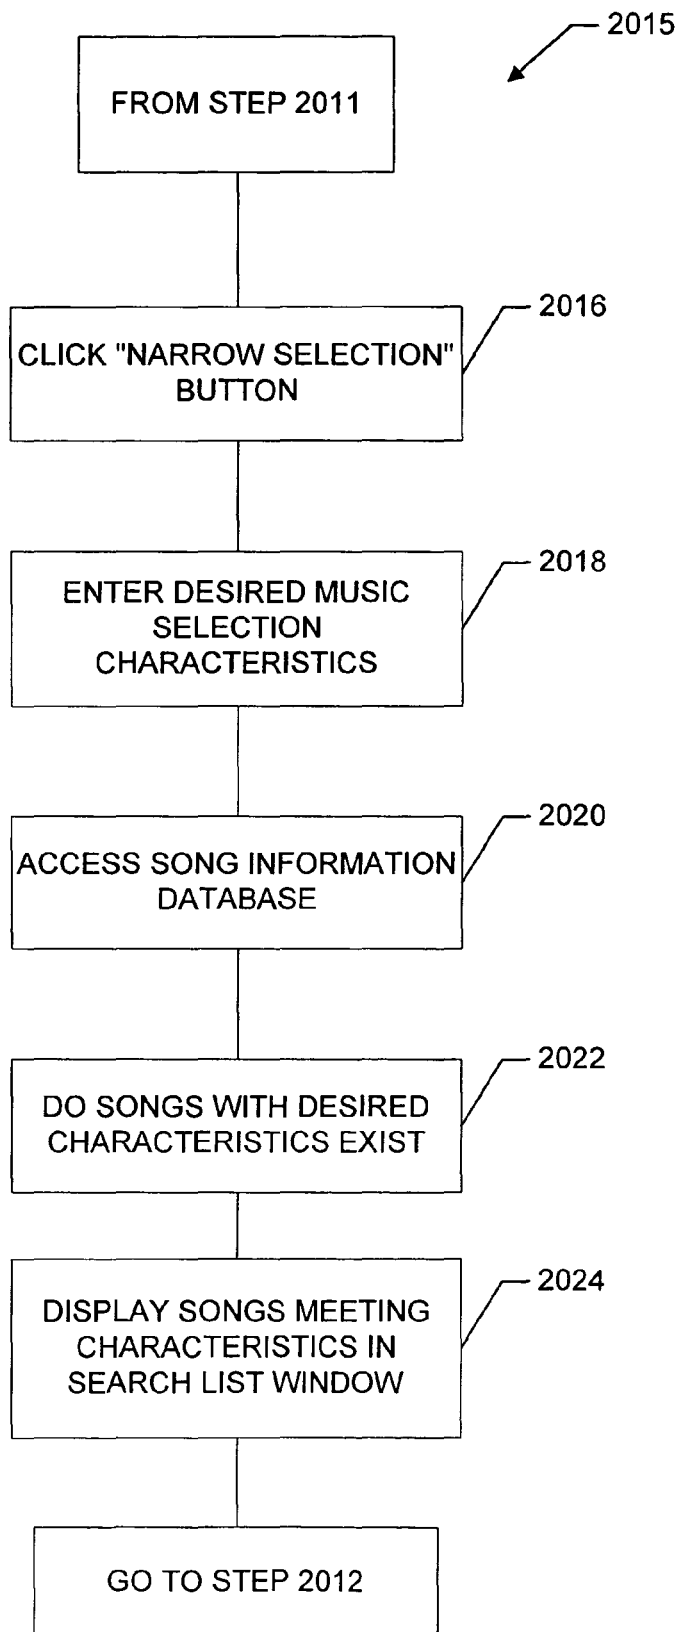 2015
FROM STEP 2011
2016
CLICK "NARROW SELECTION"
BUTTON
2018
ENTER DESIRED MUSIC
SELECTION
CHARACTERISTICS
2020
ACCESS SONG INFORMATION
DATABASE
2022
DO SONGS WITH DESIRED
CHARACTERISTICS EXIST
2024
DISPLAY SONGS MEETING
CHARACTERISTICS IN
SEARCH LIST WINDOW
GO TO STEP 2012